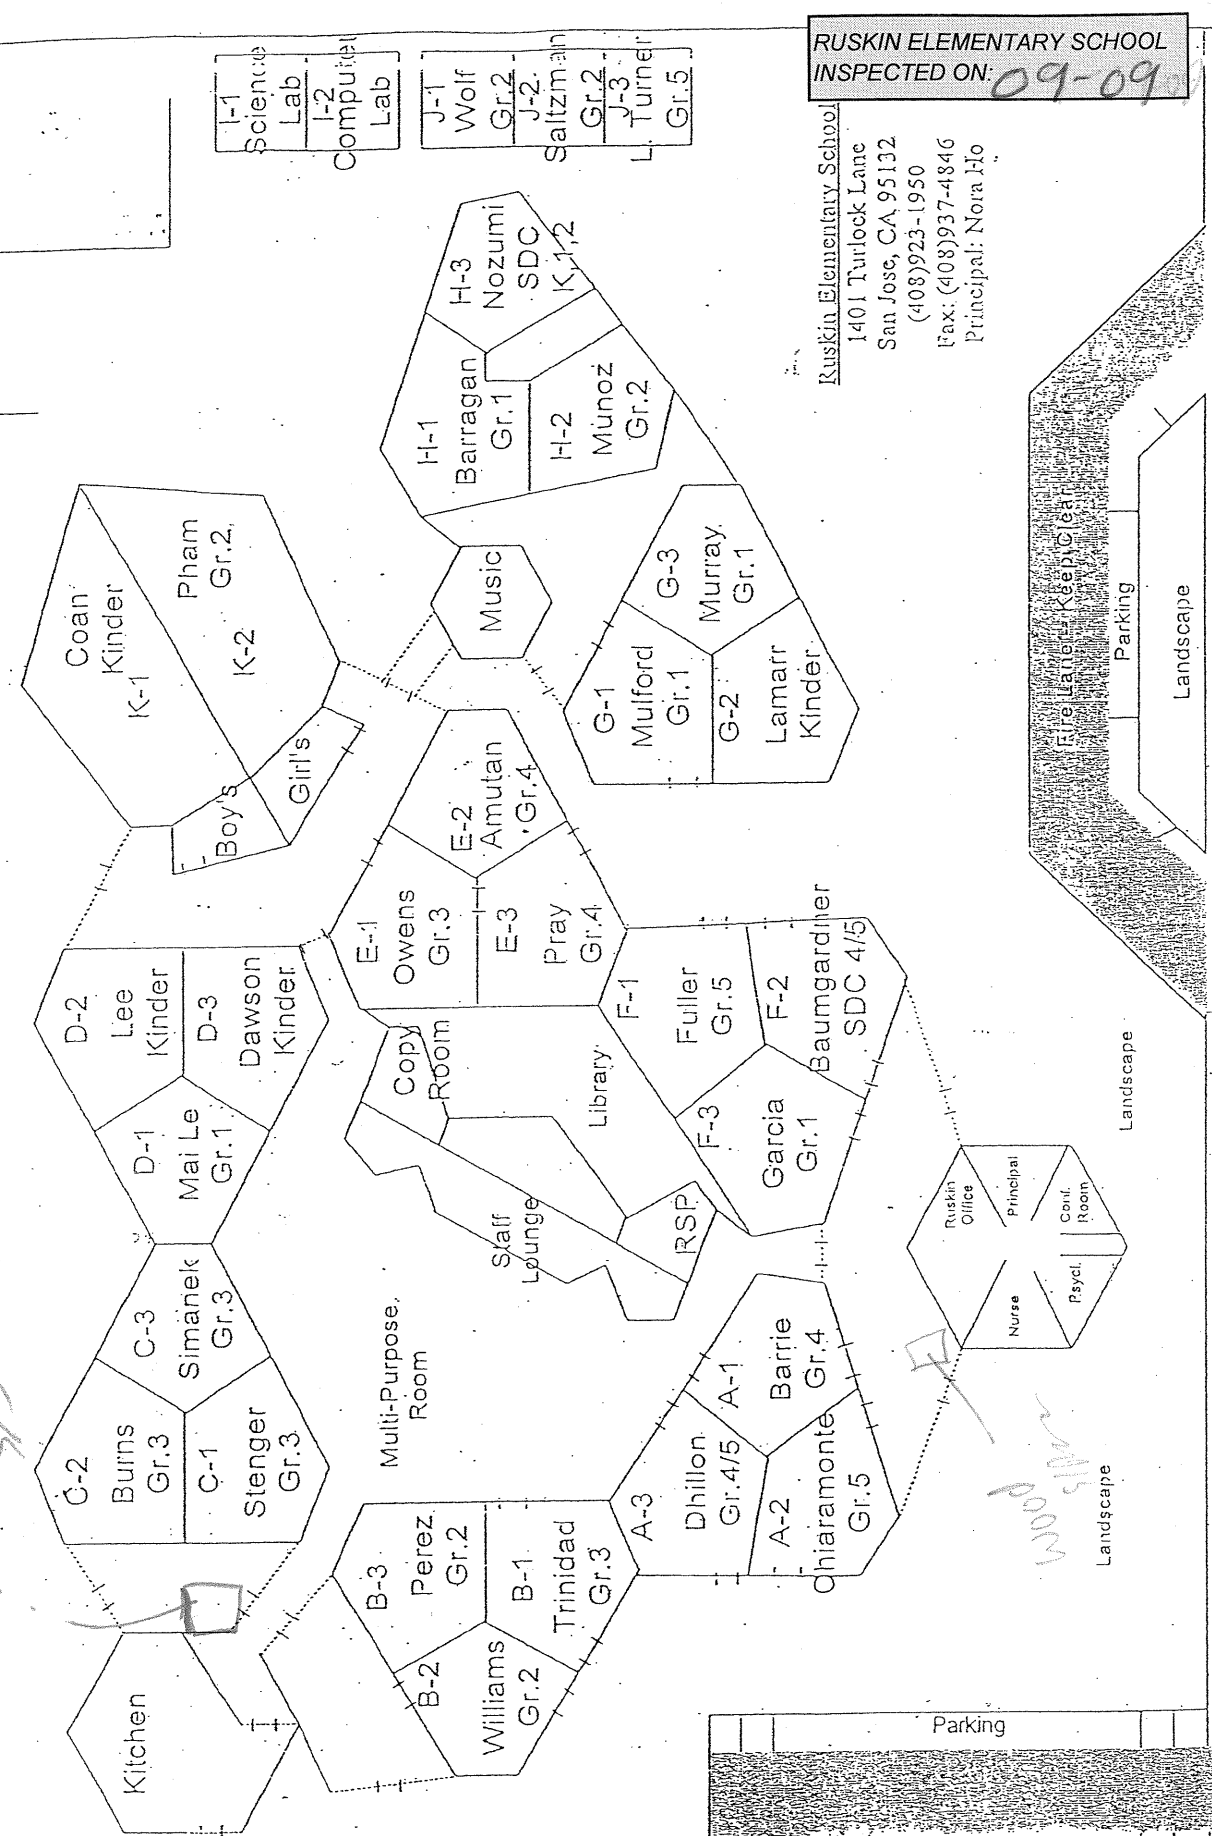 RUSKIN ELEMENTARY SCHOOL
INSPECTED ON: 09-09
Ruskin Elementary School
1401 Turlock Lane
San Jose, CA 95132
(408)923-1950
Fax: (408)937-4846
Principal: Nora Ho
I-1
Science
Lab
I-2
Computer
Lab
J-1
Wolf
Gr.2
J-2
Saltzman
Gr.2
J-3
L. Turner
Gr.5
Coan
Kinder
K-1
Pham
Gr.2
K-2
Boy's
Girl's
H-3
Nozumi
SDC
K,1,2
H-1
Barragan
Gr.1
H-2
Munoz
Gr.2
Music
G-3
Murray
Gr.1
G-1
Mulford
Gr.1
G-2
Lamarr
Kinder
D-2
Lee
Kinder
D-3
Dawson
Kinder
D-1
Mai Le
Gr.1
E-2
Amutan
Gr.4
E-1
Owens
Gr.3
E-3
Pray
Gr.4
F-1
Fuller
Gr.5
F-2
Baumgardner
SDC 4/5
F-3
Garcia
Gr.1
Copy
Room
Library
Staff
Lounge
RSP
Multi-Purpose
Room
C-3
Simanek
Gr.3
C-2
Burns
Gr.3
C-1
Stenger
Gr.3
Kitchen
B-3
Perez
Gr.2
B-1
Trinidad
Gr.3
B-2
Williams
Gr.2
A-1
Barrie
Gr.4
A-3
Dhillon
Gr.4/5
A-2
Chiaramonte
Gr.5
Ruskin
Office
Principal
Conf.
Room
Nurse
Psycl.
Wood
Landscape
Landscape
Fire Lane - Keep Clear
Parking
Landscape
Parking